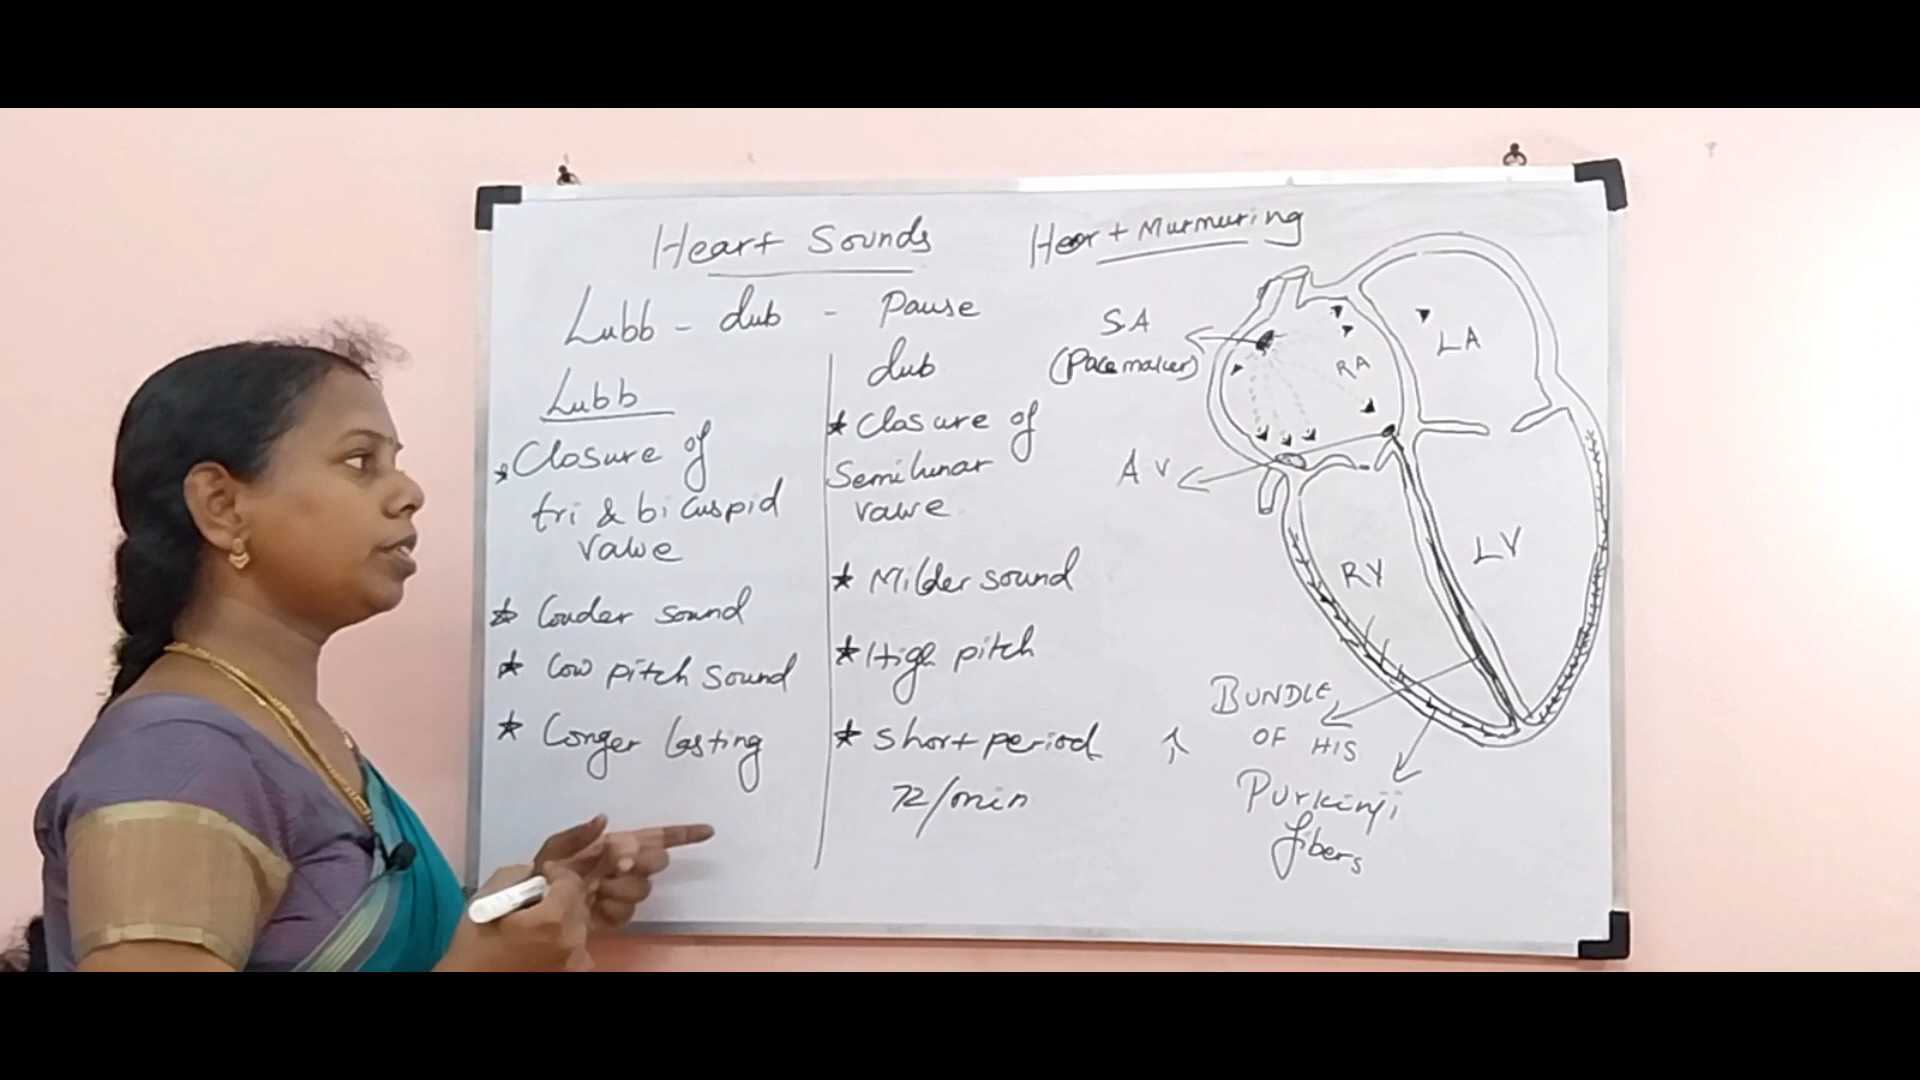 Heart Sounds
Heart Murmuring
Lubb - dub - Pause
Lubb
* Closure of
tri & bi cuspid
valve
* Louder sound
* Low pitch sound
* Longer lasting
dub
* Closure of
Semilunar
valve
* Milder sound
* High pitch
* Short period
72/min
SA
(Pacemaker)
AV
RA
LA
RV
LV
BUNDLE
OF HIS
Purkinji
fibers